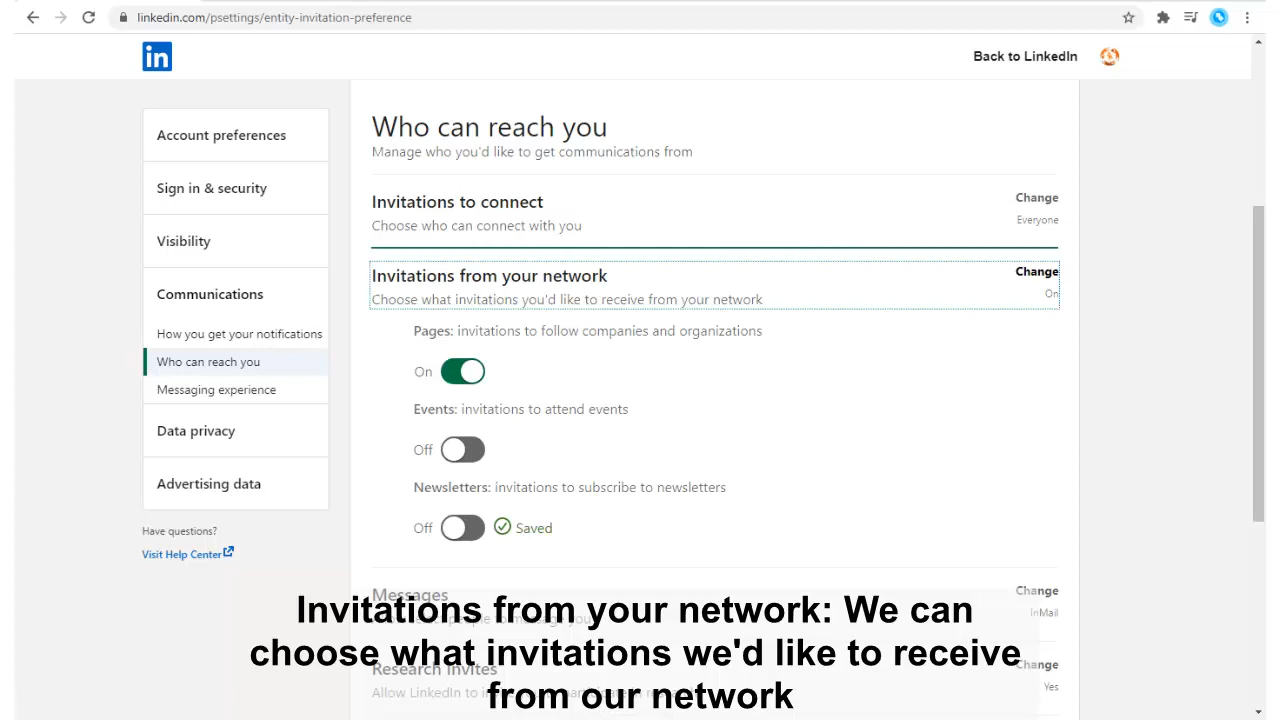 linkedin.com/psettings/entity-invitation-preference
in
Back to LinkedIn
Account preferences
Sign in & security
Visibility
Communications
How you get your notifications
Who can reach you
Messaging experience
Data privacy
Advertising data
Have questions?
Visit Help Center
Who can reach you
Manage who you'd like to get communications from
Invitations to connect
Change
Choose who can connect with you
Everyone
Invitations from your network
Change
Choose what invitations you'd like to receive from your network
On
Pages: invitations to follow companies and organizations
On
Events: invitations to attend events
Off
Newsletters: invitations to subscribe to newsletters
Off
Saved
Messages
Change
InMail
Research Invites
Change
Allow LinkedIn to
Yes
Invitations from your network: We can
choose what invitations we'd like to receive
from our network